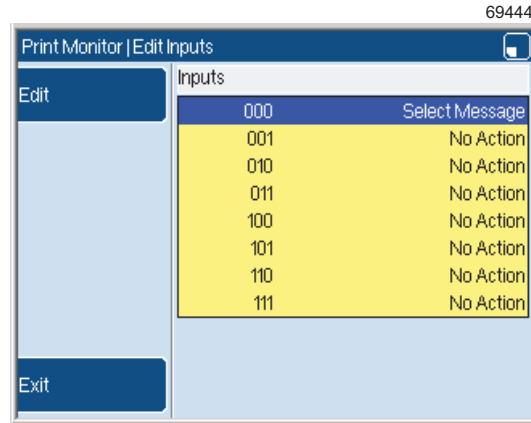 69444
Print Monitor | Edit Inputs
Edit
Inputs
000 Select Message
001 No Action
010 No Action
011 No Action
100 No Action
101 No Action
110 No Action
111 No Action
Exit